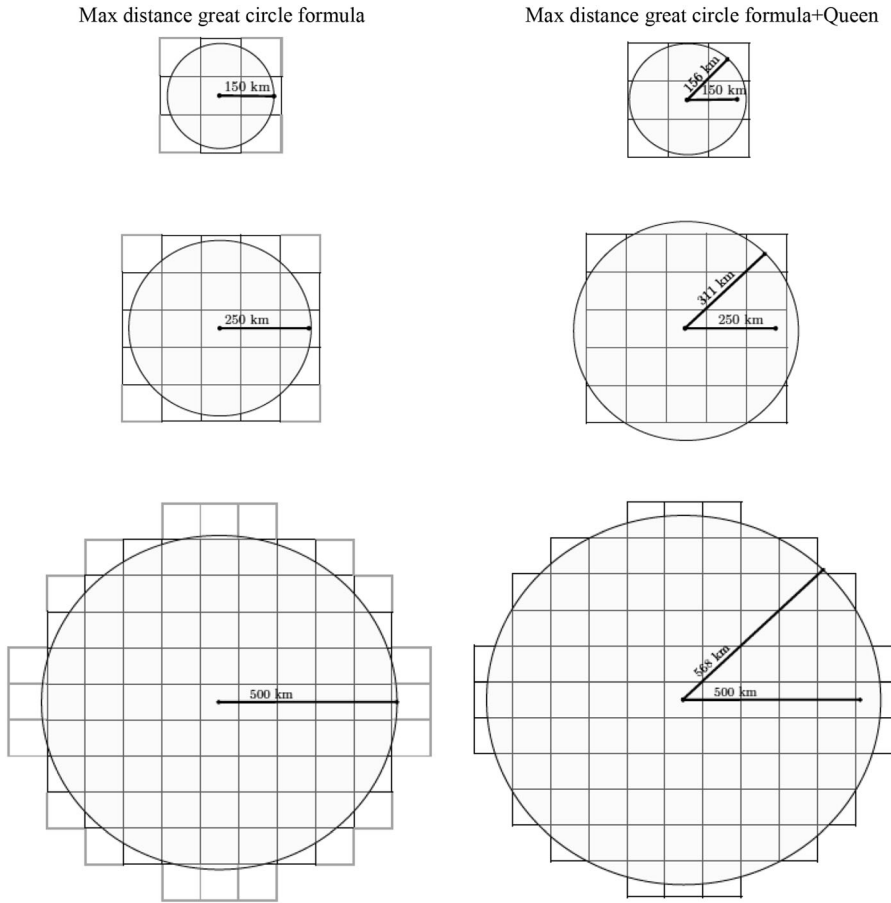 Max distance great circle formula
Max distance great circle formula+Queen
150 km
156 km
150 km
250 km
311 km
250 km
500 km
568 km
500 km